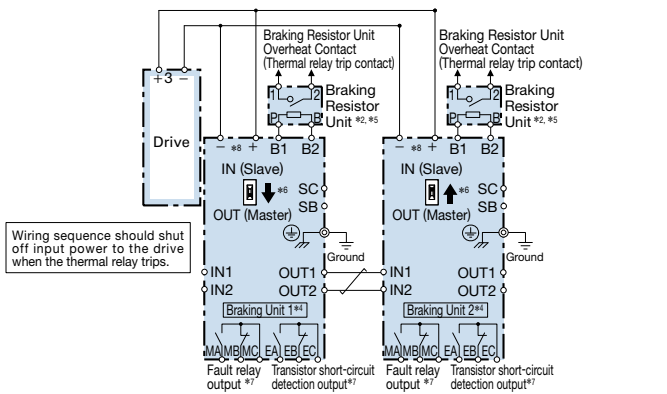 Braking Resistor Unit
Overheat Contact
(Thermal relay trip contact)
Braking Resistor Unit
Overheat Contact
(Thermal relay trip contact)
+3 −
1 2
Braking
Resistor
Unit *2, *5
P B
1 2
Braking
Resistor
Unit *2, *5
P B
Drive
− *8 + B1 B2
IN (Slave)
*6
OUT (Master)
SC
SB
Ground
IN1
IN2
OUT1
OUT2
Braking Unit 1*4
MA MB MC EA EB EC
Fault relay
output *7
Transistor short-circuit
detection output*7
− *8 + B1 B2
IN (Slave)
*6
OUT (Master)
SC
SB
Ground
IN1
IN2
OUT1
OUT2
Braking Unit 2*4
MA MB MC EA EB EC
Fault relay
output *7
Transistor short-circuit
detection output*7
Wiring sequence should shut
off input power to the drive
when the thermal relay trips.